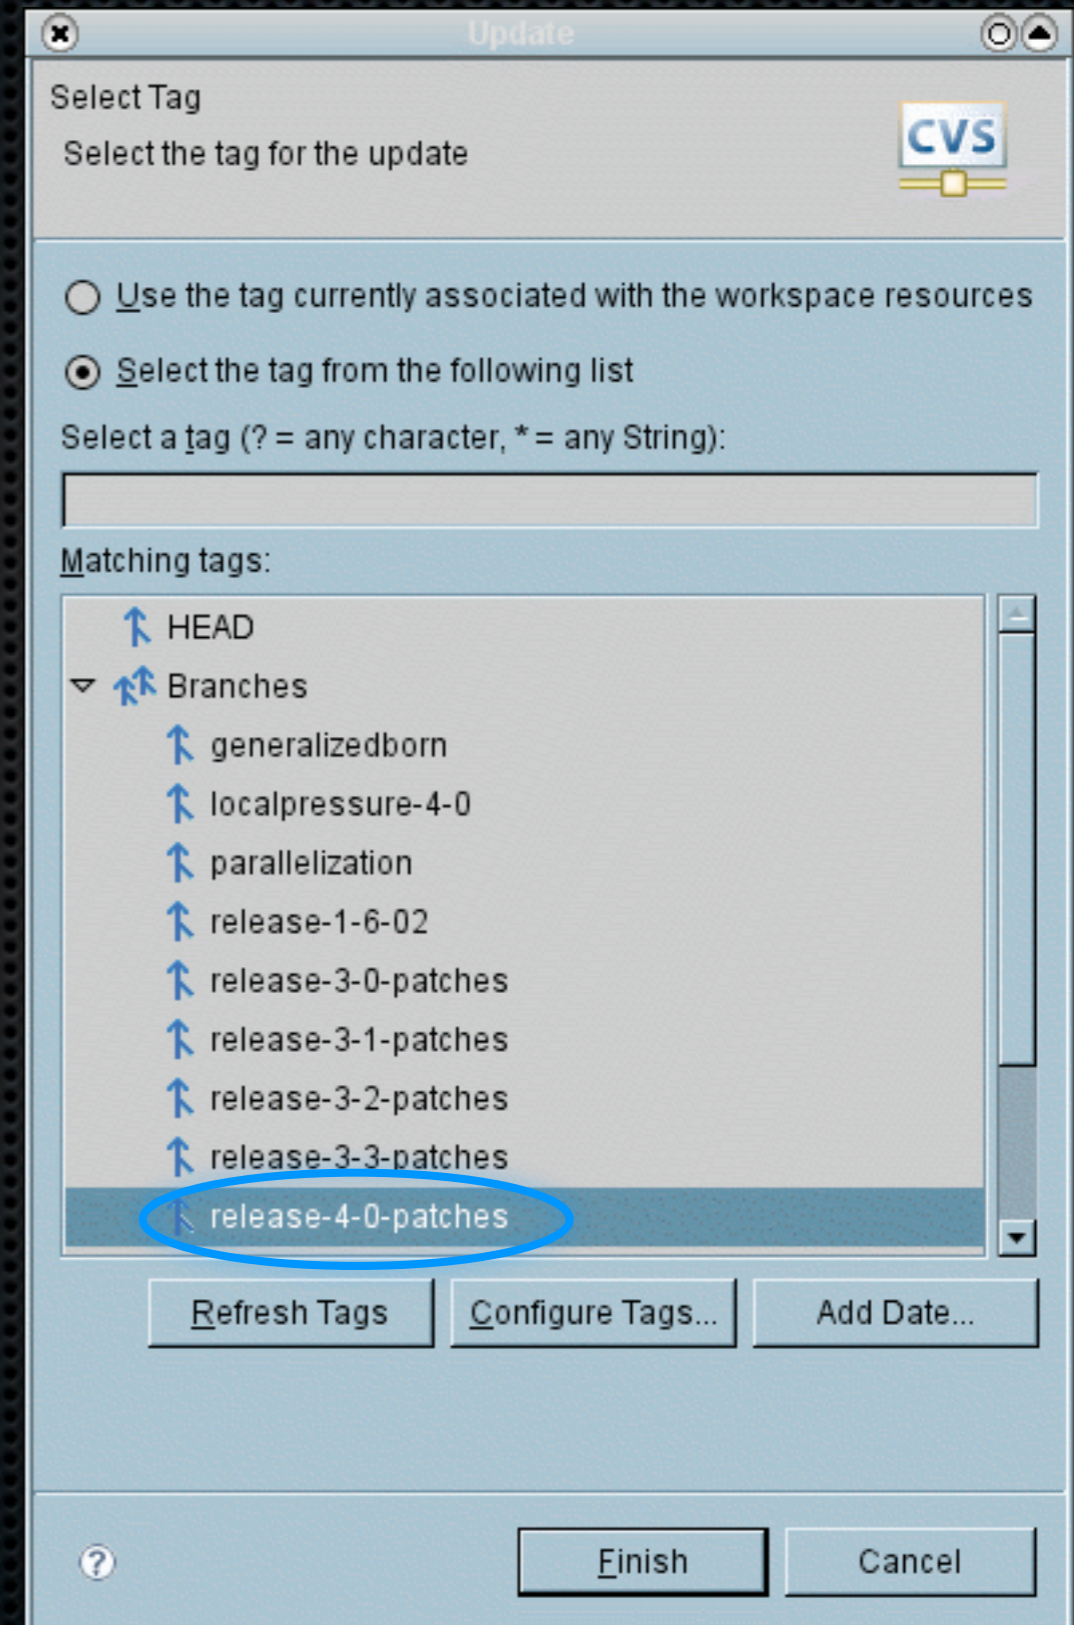 Update
Select Tag
Select the tag for the update
CVS
Use the tag currently associated with the workspace resources
Select the tag from the following list
Select a tag (? = any character, * = any String):
Matching tags:
HEAD
Branches
generalizedborn
localpressure-4-0
parallelization
release-1-6-02
release-3-0-patches
release-3-1-patches
release-3-2-patches
release-3-3-patches
release-4-0-patches
Refresh Tags Configure Tags... Add Date...
? Finish Cancel